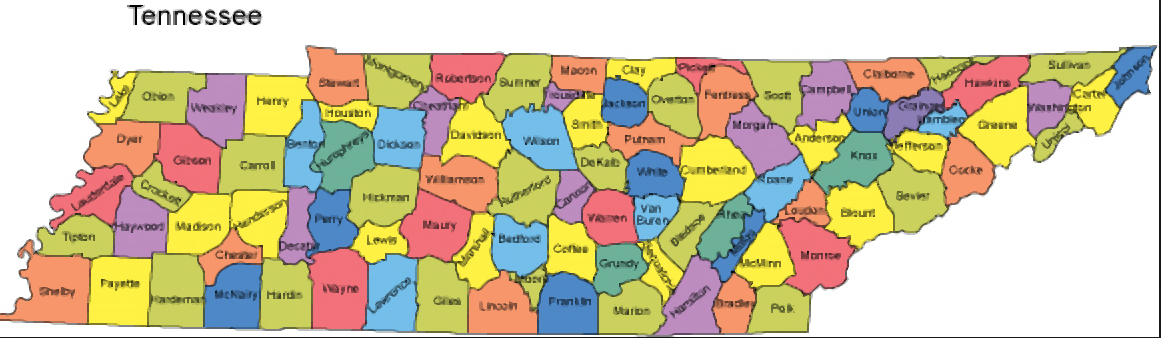 Tennessee
Lake
Obion
Weakley
Henry
Stewart
Montgomery
Robertson
Sumner
Macon
Clay
Pickett
Fentress
Scott
Campbell
Claiborne
Hancock
Hawkins
Sullivan
Johnson
Carter
Washington
Unicoi
Greene
Hamblen
Grainger
Union
Jefferson
Cocke
Sevier
Knox
Blount
Anderson
Morgan
Overton
Jackson
Trousdale
Smith
Putnam
Wilson
Davidson
Cheatham
Dickson
Houston
Humphreys
Benton
Carroll
Gibson
Dyer
Lauderdale
Crockett
Haywood
Madison
Henderson
Decatur
Perry
Hickman
Williamson
Rutherford
Cannon
DeKalb
White
Cumberland
Roane
Loudon
Monroe
McMinn
Rhea
Bledsoe
Van
Buren
Warren
Coffee
Bedford
Marshall
Maury
Lewis
Tipton
Shelby
Fayette
Hardeman
Chester
McNairy
Hardin
Wayne
Lawrence
Giles
Lincoln
Franklin
Grundy
Marion
Hamilton
Bradley
Polk